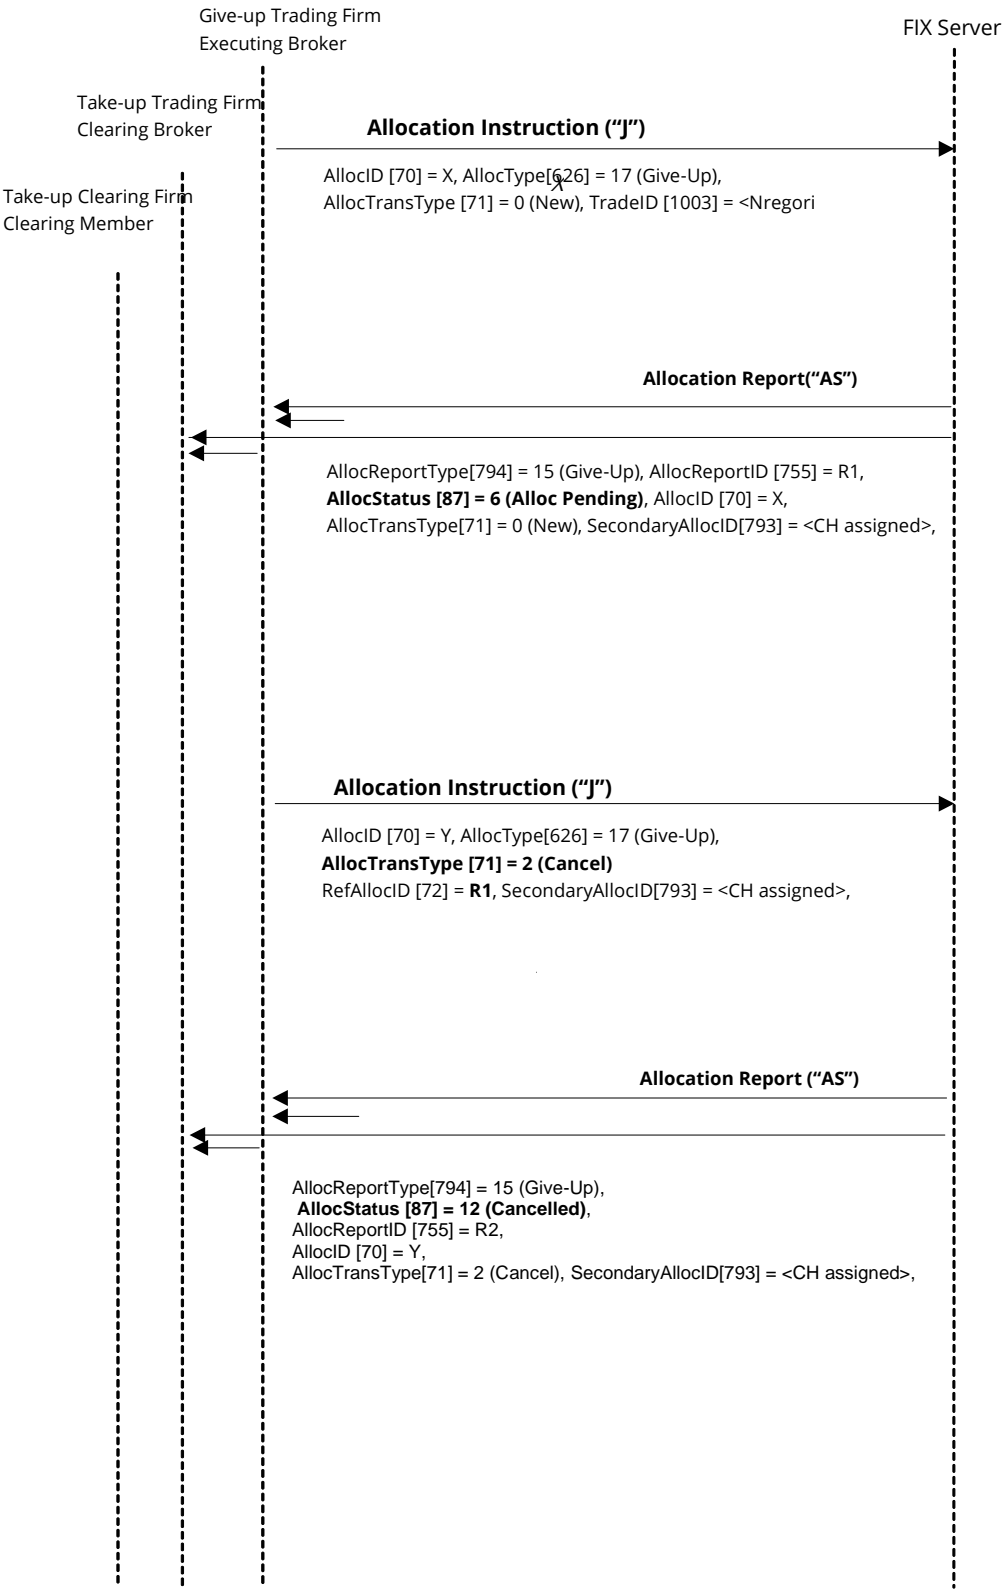 Give-up Trading Firm
Executing Broker
FIX Server
Take-up Trading Firm
Clearing Broker
Allocation Instruction (“J”)
AllocID [70] = X, AllocType[626] = 17 (Give-Up),
X
AllocTransType [71] = 0 (New), TradeID [1003] = <Nregori
Take-up Clearing Firm
Clearing Member
Allocation Report(“AS”)
AllocReportType[794] = 15 (Give-Up), AllocReportID [755] = R1,
AllocStatus [87] = 6 (Alloc Pending), AllocID [70] = X,
AllocTransType[71] = 0 (New), SecondaryAllocID[793] = <CH assigned>,
Allocation Instruction (“J”)
AllocID [70] = Y, AllocType[626] = 17 (Give-Up),
AllocTransType [71] = 2 (Cancel)
RefAllocID [72] = R1, SecondaryAllocID[793] = <CH assigned>,
Allocation Report (“AS”)
AllocReportType[794] = 15 (Give-Up),
AllocStatus [87] = 12 (Cancelled),
AllocReportID [755] = R2,
AllocID [70] = Y,
AllocTransType[71] = 2 (Cancel), SecondaryAllocID[793] = <CH assigned>,